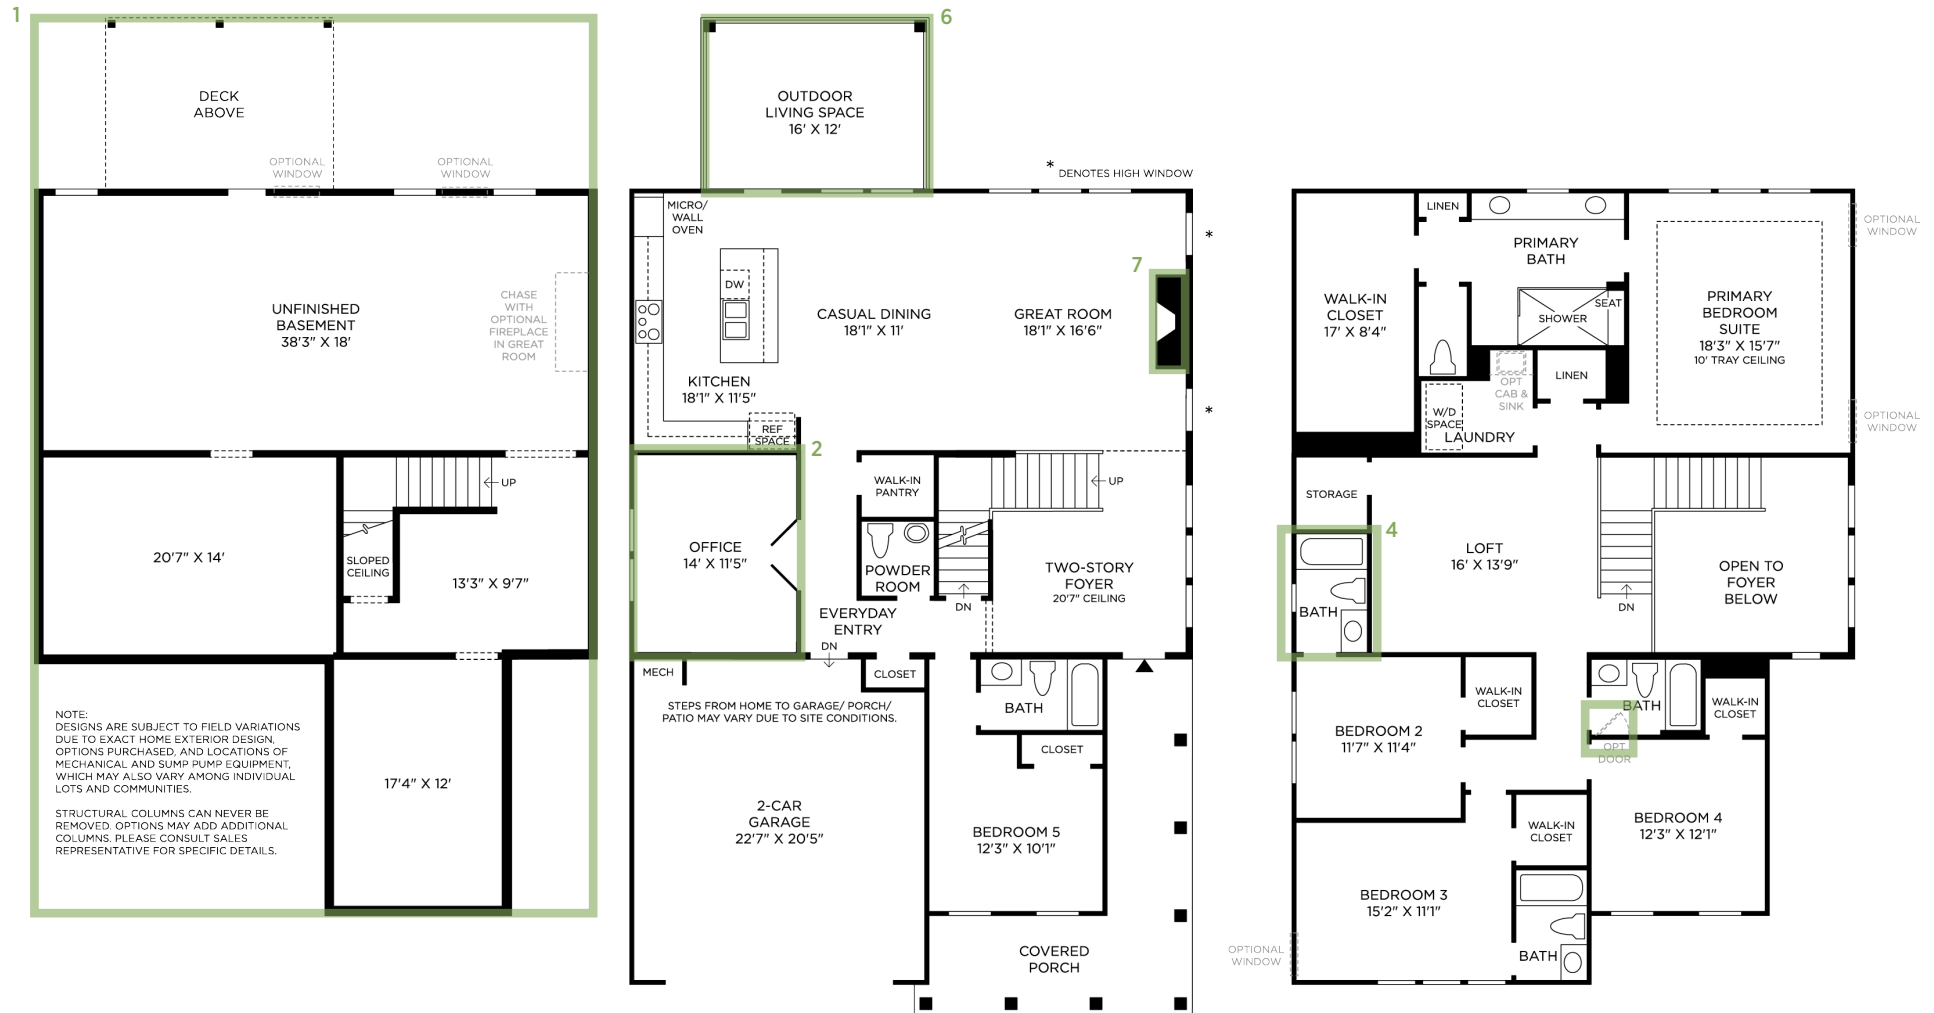 1
DECK
ABOVE
OPTIONAL
WINDOW
OPTIONAL
WINDOW
UNFINISHED
BASEMENT
38'3" X 18'
CHASE
WITH
OPTIONAL
FIREPLACE
IN GREAT
ROOM
UP
SLOPED
CEILING
20'7" X 14'
13'3" X 9'7"
NOTE:
DESIGNS ARE SUBJECT TO FIELD VARIATIONS
DUE TO EXACT HOME EXTERIOR DESIGN,
OPTIONS PURCHASED, AND LOCATIONS OF
MECHANICAL AND SUMP PUMP EQUIPMENT,
WHICH MAY ALSO VARY AMONG INDIVIDUAL
LOTS AND COMMUNITIES.
STRUCTURAL COLUMNS CAN NEVER BE
REMOVED. OPTIONS MAY ADD ADDITIONAL
COLUMNS. PLEASE CONSULT SALES
REPRESENTATIVE FOR SPECIFIC DETAILS.
17'4" X 12'
6
OUTDOOR
LIVING SPACE
16' X 12'
* DENOTES HIGH WINDOW
MICRO/
WALL
OVEN
*
7
DW
CASUAL DINING
18'1" X 11'
GREAT ROOM
18'1" X 16'6"
KITCHEN
18'1" X 11'5"
*
REF
SPACE
2
WALK-IN
PANTRY
UP
OFFICE
14' X 11'5"
POWDER
ROOM
TWO-STORY
FOYER
20'7" CEILING
DN
EVERYDAY
ENTRY
DN
MECH
CLOSET
STEPS FROM HOME TO GARAGE/ PORCH/
PATIO MAY VARY DUE TO SITE CONDITIONS.
BATH
CLOSET
2-CAR
GARAGE
22'7" X 20'5"
BEDROOM 5
12'3" X 10'1"
COVERED
PORCH
LINEN
PRIMARY
BATH
OPTIONAL
WINDOW
WALK-IN
CLOSET
17' X 8'4"
SEAT
SHOWER
PRIMARY
BEDROOM
SUITE
18'3" X 15'7"
10' TRAY CEILING
OPT
CAB &
SINK
LINEN
W/D
SPACE
LAUNDRY
OPTIONAL
WINDOW
STORAGE
4
LOFT
16' X 13'9"
OPEN TO
FOYER
BELOW
BATH
DN
WALK-IN
CLOSET
BATH
WALK-IN
CLOSET
BEDROOM 2
11'7" X 11'4"
OPT
DOOR
WALK-IN
CLOSET
BEDROOM 4
12'3" X 12'1"
BEDROOM 3
15'2" X 11'1"
OPTIONAL
WINDOW
BATH